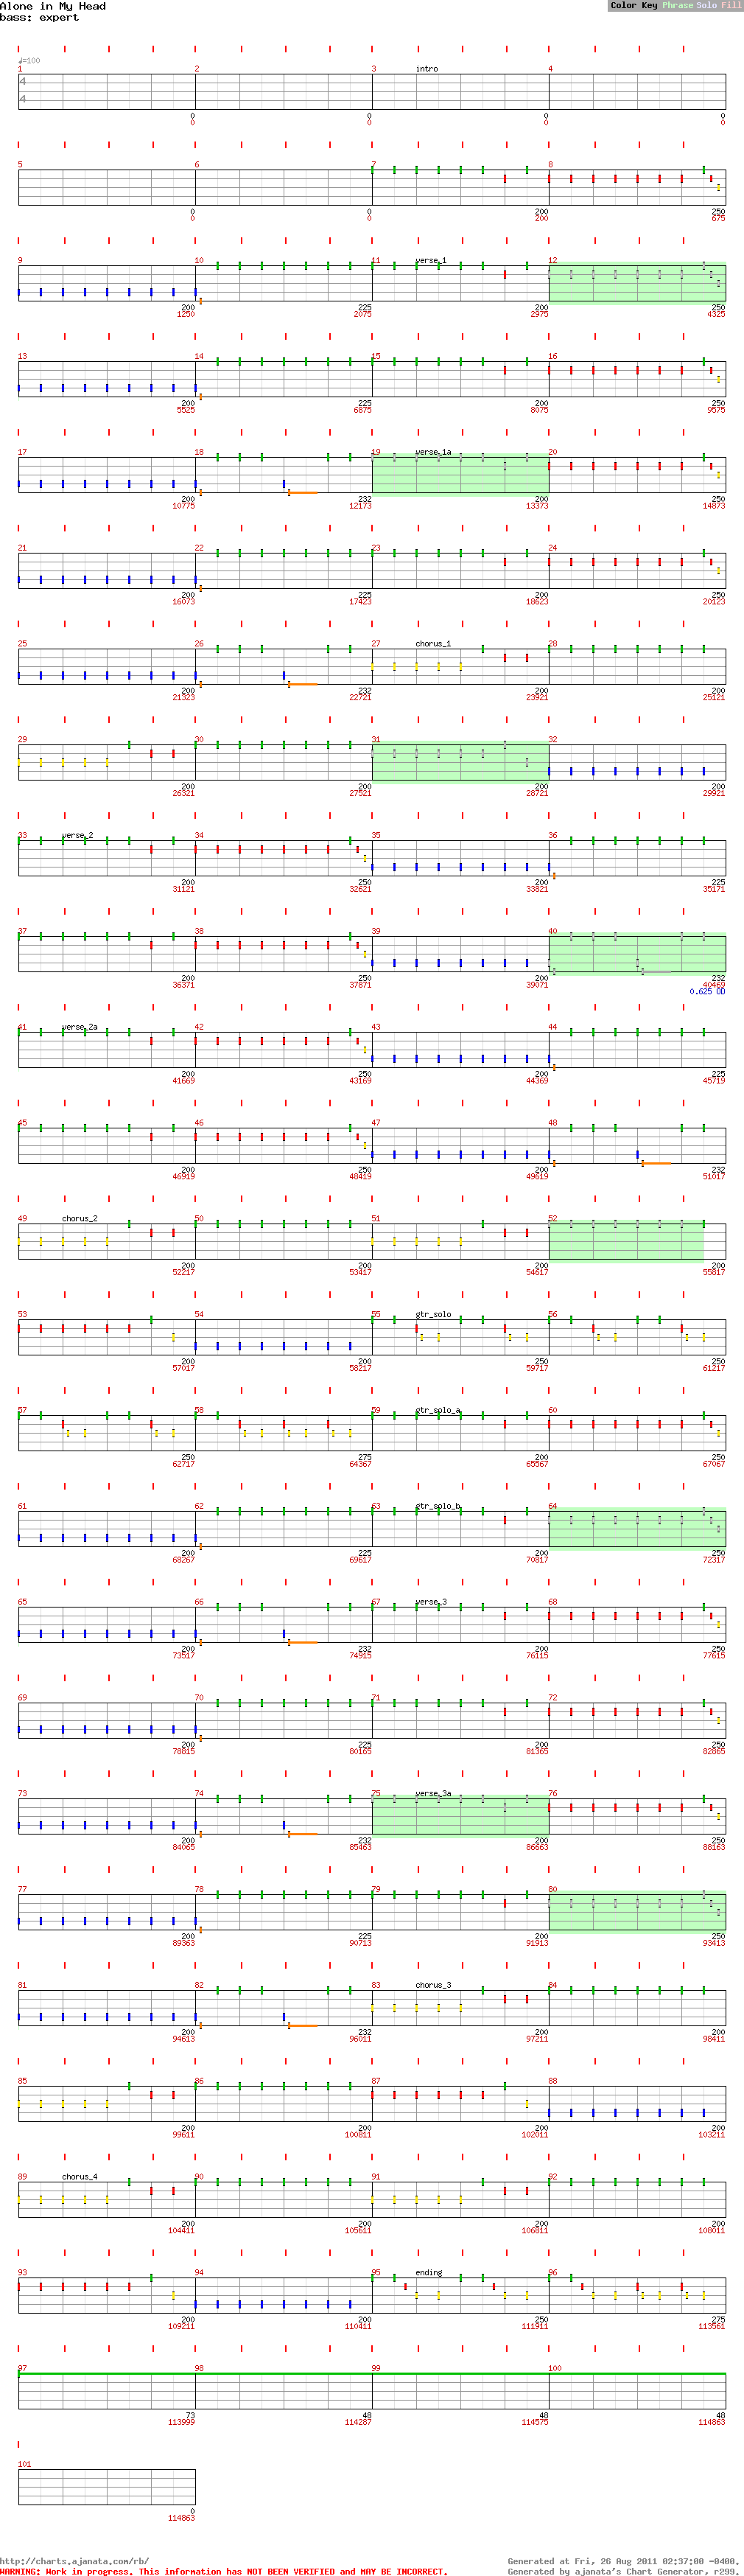 Alone in My Head
Color Key Phrase Solo Fill
bass: expert
♩=100
1 2 3 intro 4
4
4
0 0 0 0
0 0 0 0
5 6 7 8
0 0 200 250
0 0 200 675
9 10 11 verse_1 12
200 225 200 250
1250 2075 2975 4325
13 14 15 16
200 225 200 250
5525 6875 8075 9575
17 18 19 verse_1a 20
200 232 200 250
10775 12173 13373 14873
21 22 23 24
200 225 200 250
16073 17423 18623 20123
25 26 27 chorus_1 28
200 232 200 200
21323 22721 23921 25121
29 30 31 32
200 200 200 200
26321 27521 28721 29921
33 verse_2 34 35 36
200 250 200 225
31121 32621 33821 35171
37 38 39 40
200 250 200 232
36371 37871 39071 40469
0.625 OD
41 verse_2a 42 43 44
200 250 200 225
41669 43169 44369 45719
45 46 47 48
200 250 200 232
46919 48419 49619 51017
49 chorus_2 50 51 52
200 200 200 200
52217 53417 54617 55817
53 54 55 gtr_solo 56
200 200 250 250
57017 58217 59717 61217
57 58 59 gtr_solo_a 60
250 275 200 250
62717 64367 65567 67067
61 62 63 gtr_solo_b 64
200 225 200 250
68267 69617 70817 72317
65 66 67 verse_3 68
200 232 200 250
73517 74915 76115 77615
69 70 71 72
200 225 200 250
78815 80165 81365 82865
73 74 75 verse_3a 76
200 232 200 250
84065 85463 86663 88163
77 78 79 80
200 225 200 250
89363 90713 91913 93413
81 82 83 chorus_3 84
200 232 200 200
94613 96011 97211 98411
85 86 87 88
200 200 200 200
99611 100811 102011 103211
89 chorus_4 90 91 92
200 200 200 200
104411 105611 106811 108011
93 94 95 ending 96
200 200 250 275
109211 110411 111911 113561
97 98 99 100
73 48 48 48
113999 114287 114575 114863
101
0
114863
http://charts.ajanata.com/rb/
Generated at Fri, 26 Aug 2011 02:37:00 -0400.
WARNING: Work in progress. This information has NOT BEEN VERIFIED and MAY BE INCORRECT.
Generated by ajanata's Chart Generator, r299.